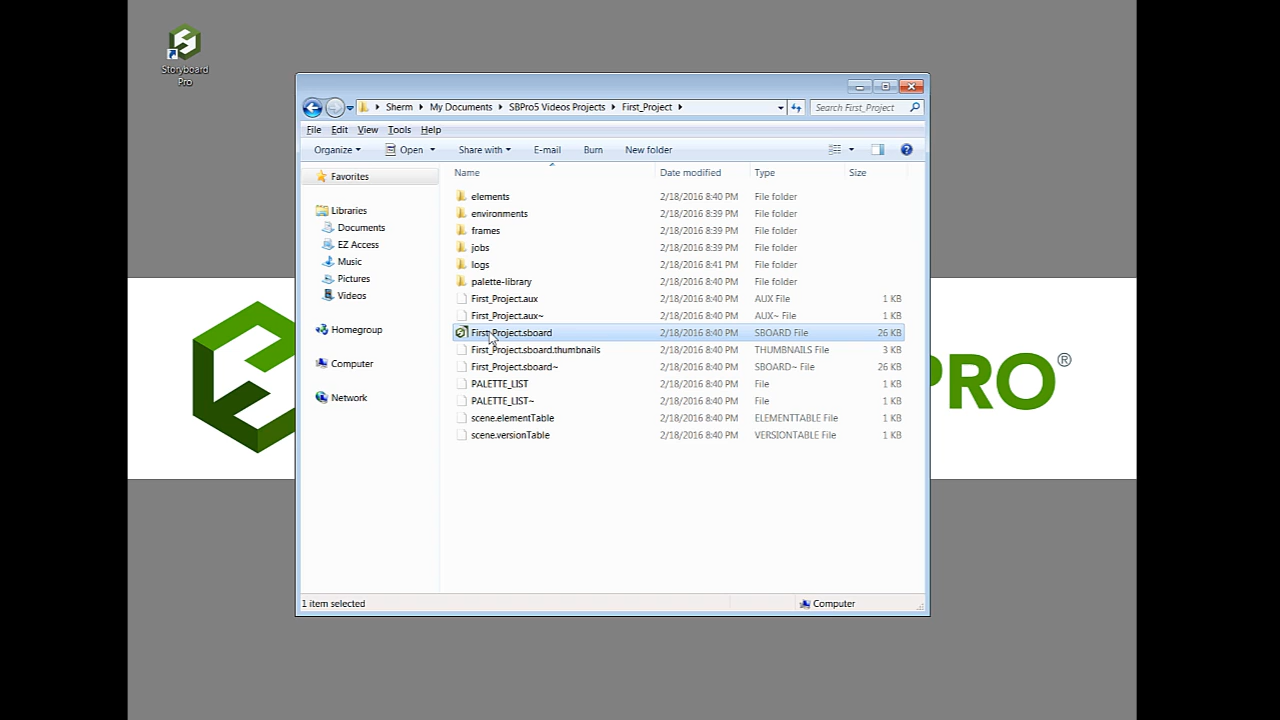 Storyboard
Pro
Sherm My Documents SBPro5 Videos Projects First_Project
Search First_Project
File Edit View Tools Help
Organize Open Share with E-mail Burn New folder
Favorites
Libraries
Documents
EZ Access
Music
Pictures
Videos
Homegroup
Computer
Network
Name Date modified Type Size
elements 2/18/2016 8:40 PM File folder
environments 2/18/2016 8:39 PM File folder
frames 2/18/2016 8:40 PM File folder
jobs 2/18/2016 8:39 PM File folder
logs 2/18/2016 8:41 PM File folder
palette-library 2/18/2016 8:40 PM File folder
First_Project.aux 2/18/2016 8:40 PM AUX File 1 KB
First_Project.aux~ 2/18/2016 8:40 PM AUX~ File 1 KB
First_Project.sboard 2/18/2016 8:40 PM SBOARD File 26 KB
First_Project.sboard.thumbnails 2/18/2016 8:40 PM THUMBNAILS File 3 KB
First_Project.sboard~ 2/18/2016 8:40 PM SBOARD~ File 26 KB
PALETTE_LIST 2/18/2016 8:40 PM File 1 KB
PALETTE_LIST~ 2/18/2016 8:40 PM File 1 KB
scene.elementTable 2/18/2016 8:40 PM ELEMENTTABLE File 1 KB
scene.versionTable 2/18/2016 8:40 PM VERSIONTABLE File 1 KB
1 item selected
Computer
PRO®